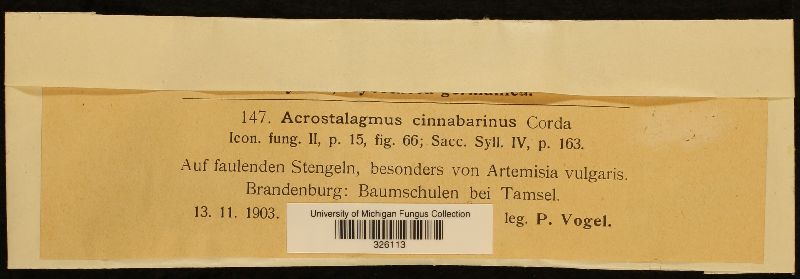 147. Acrostalagmus cinnabarinus Corda
Icon. fung. II, p. 15, fig. 66; Sacc. Syll. IV, p. 163.
Auf faulenden Stengeln, besonders von Artemisia vulgaris.
Brandenburg: Baumschulen bei Tamsel.
13. 11. 1903. leg. P. Vogel.
University of Michigan Fungus Collection
326113